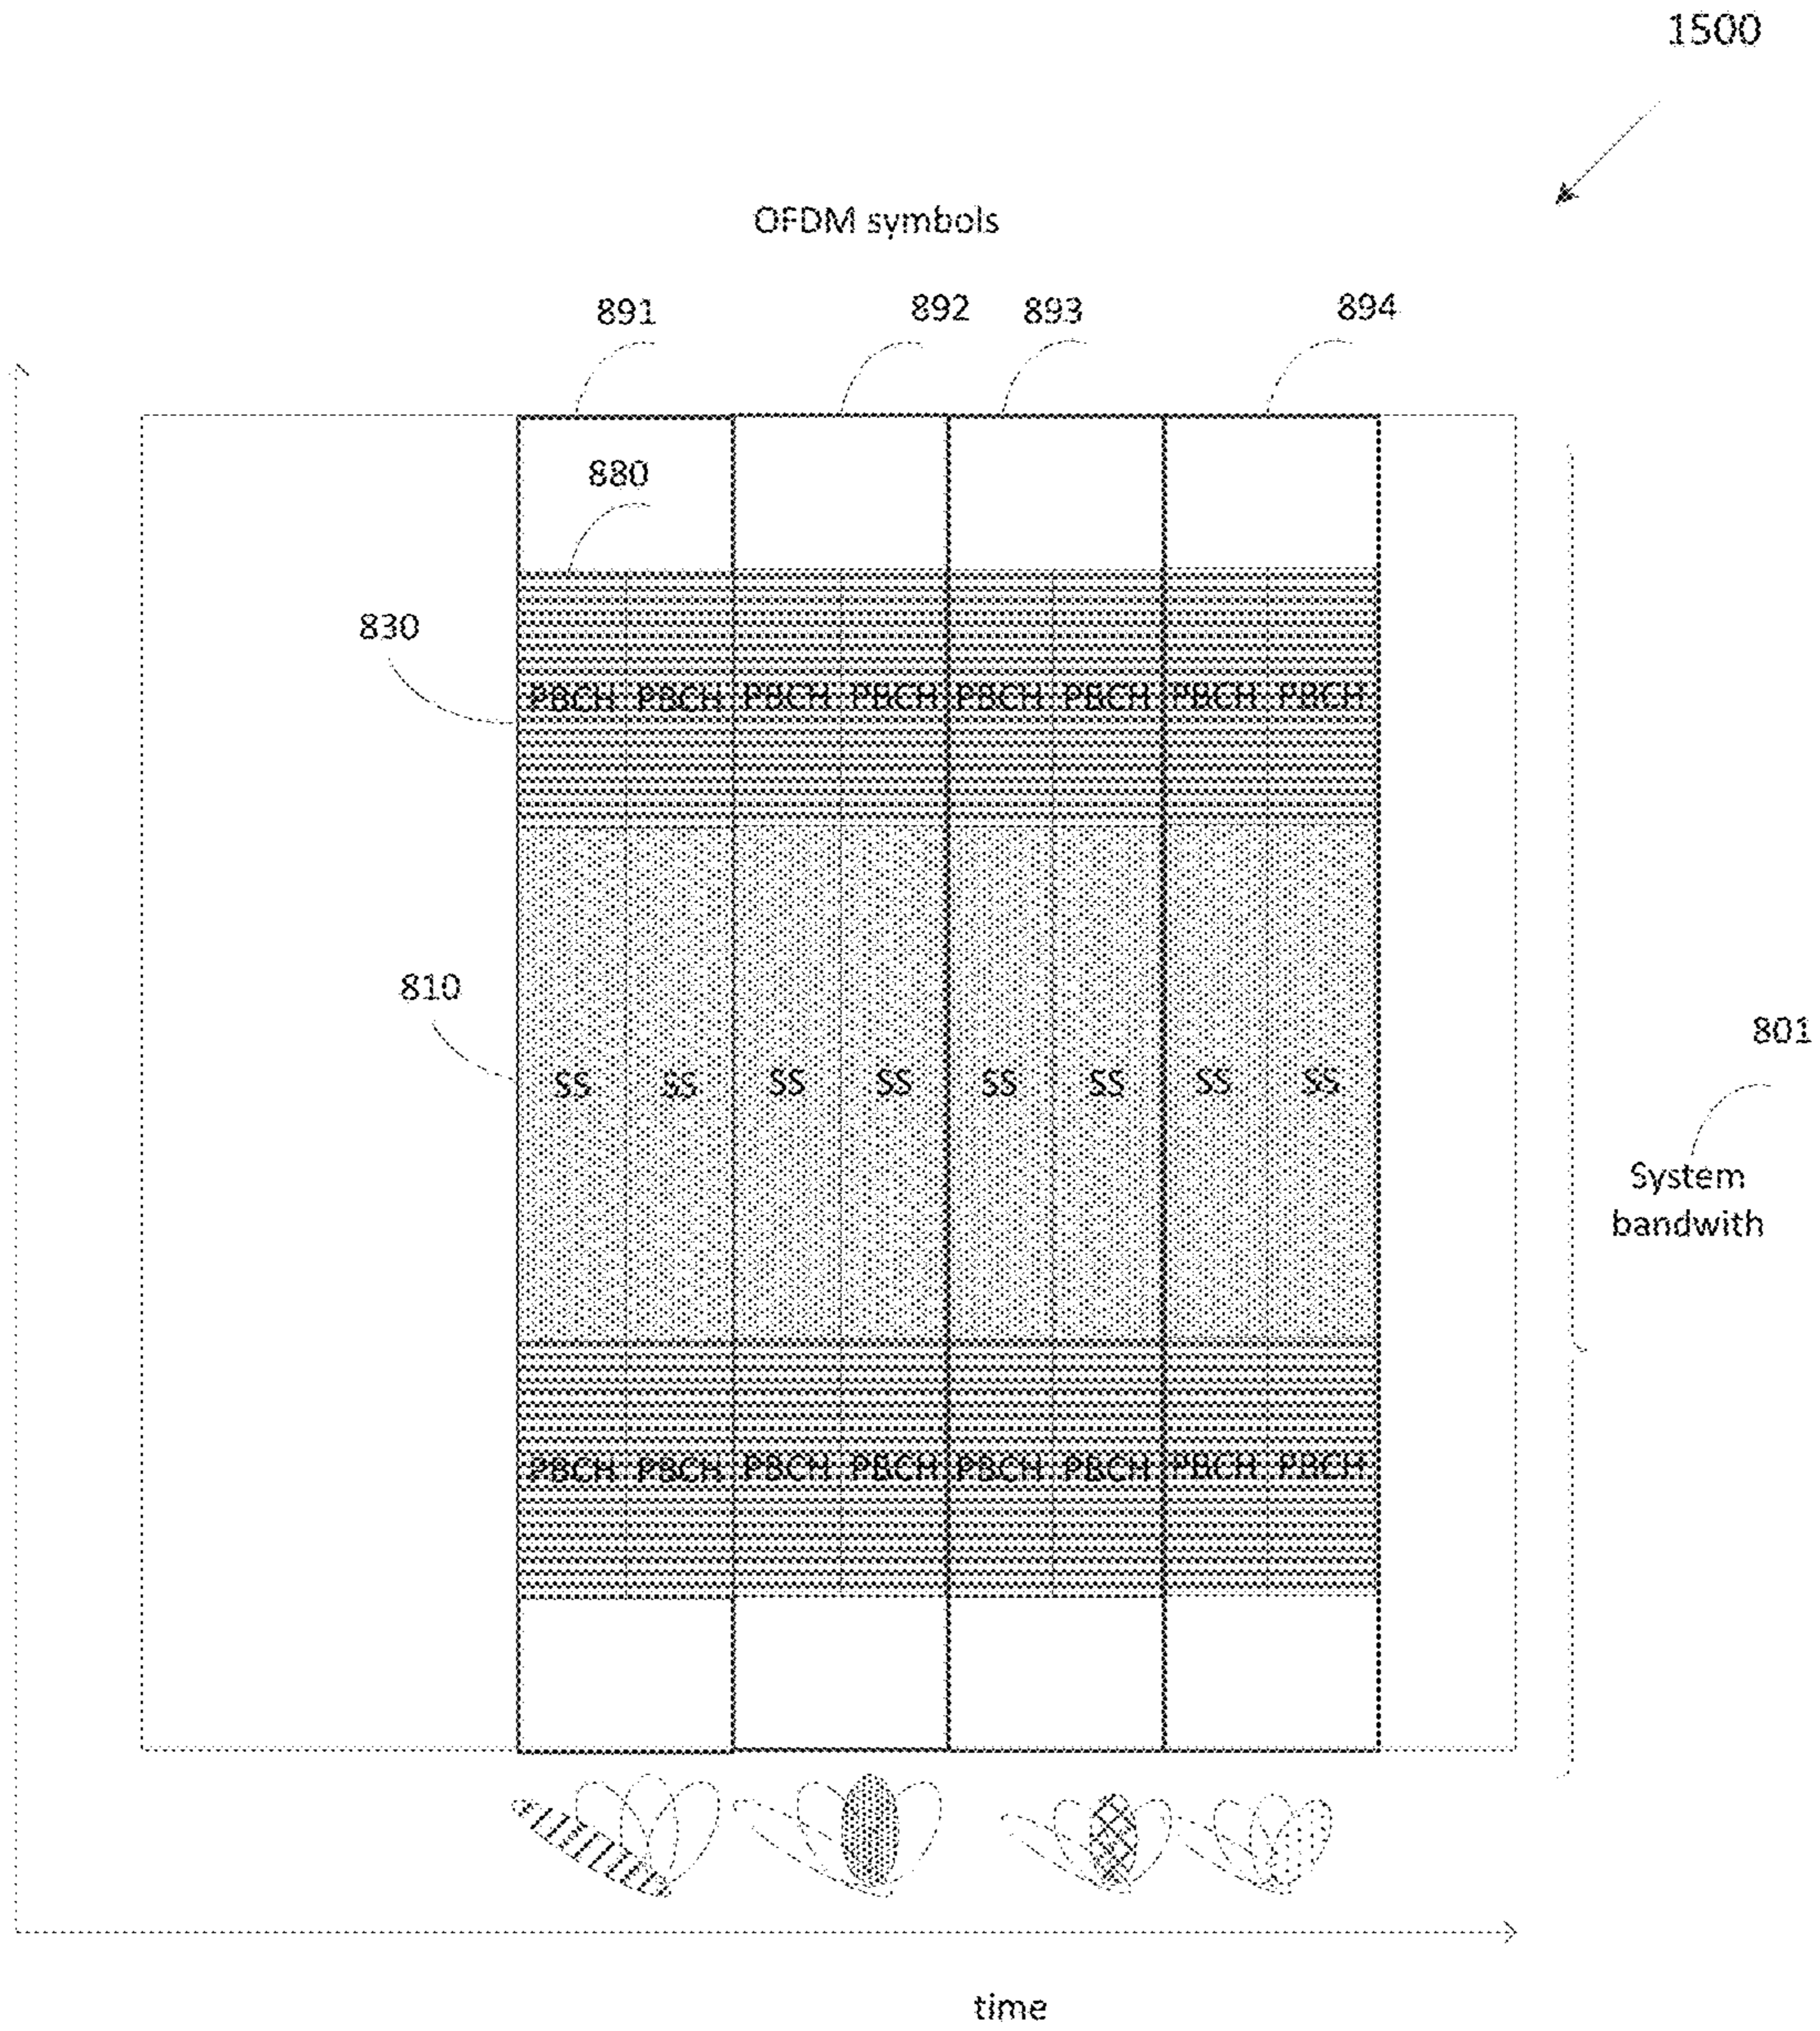 1500
OFDM symbols
891 892 893 894
880
830
PBCH PBCH PBCH PBCH PBCH PBCH PBCH PBCH
810
801
SS SS SS SS SS SS SS SS
System
bandwith
PBCH PBCH PBCH PBCH PBCH PBCH PBCH PBCH
time